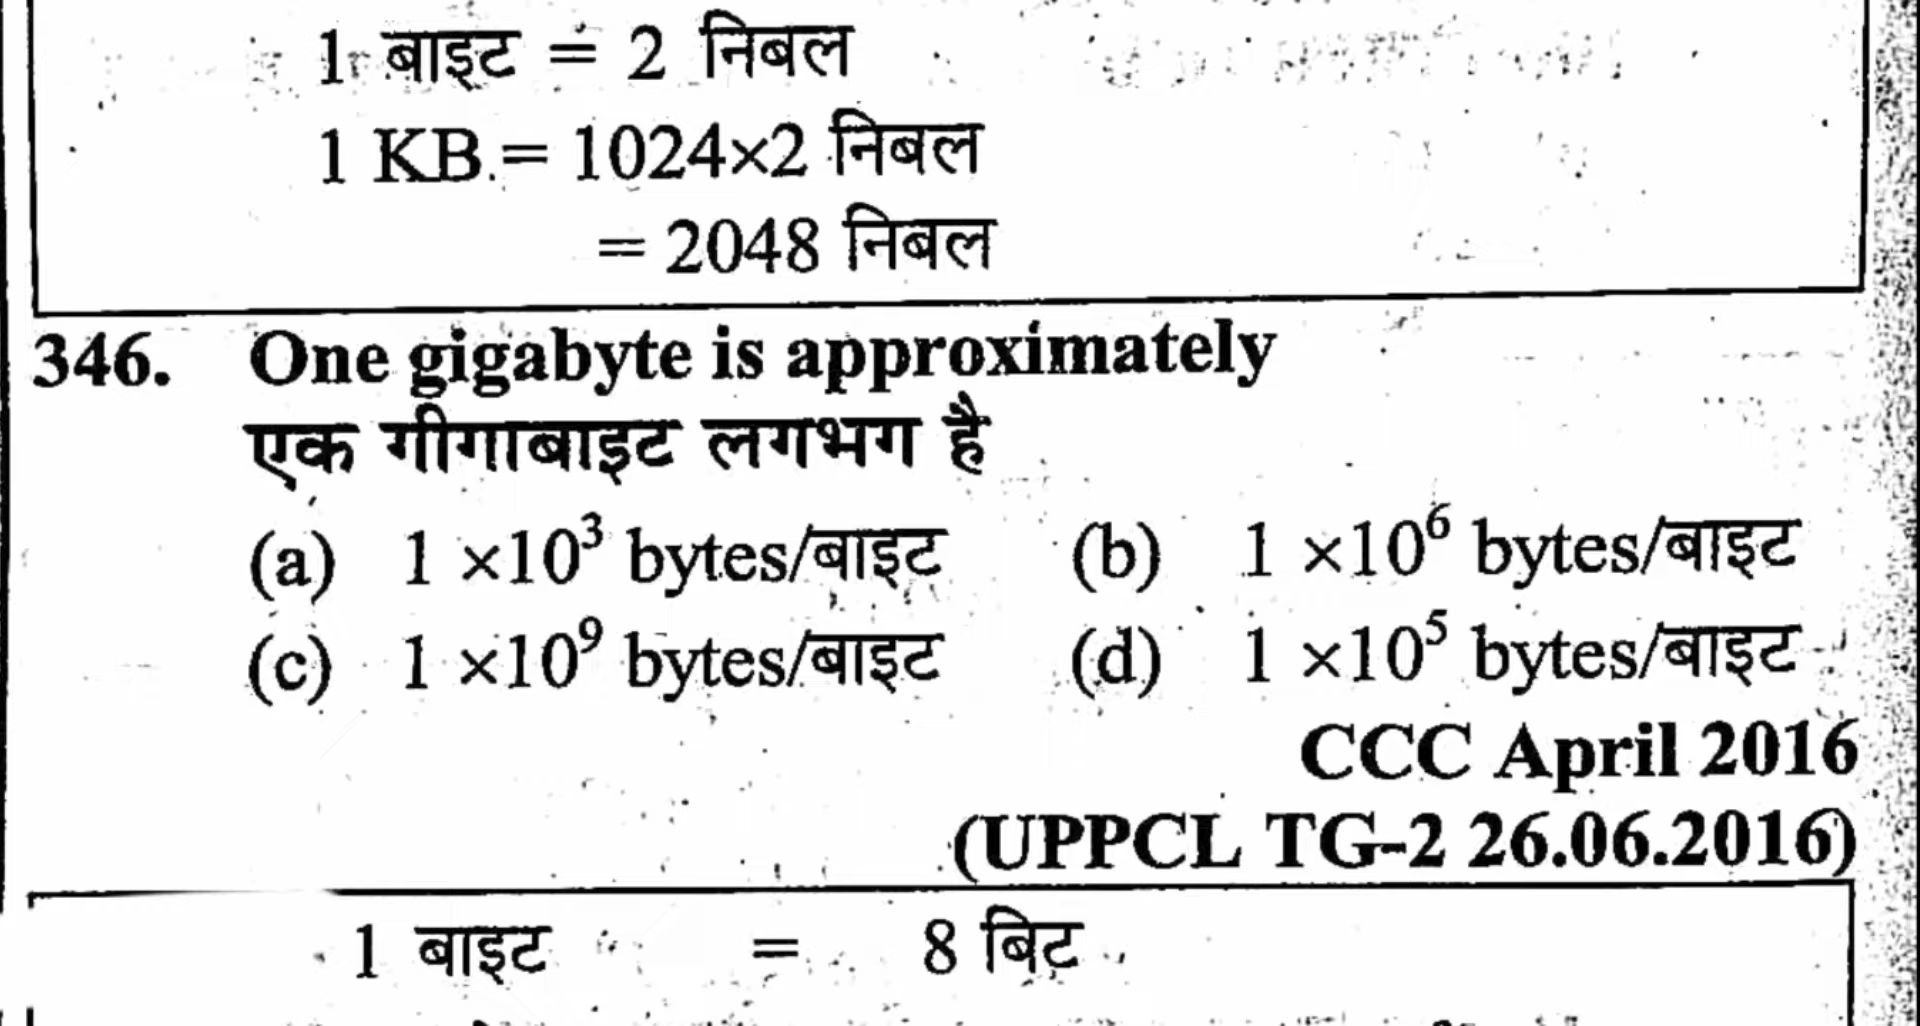 1 बाइट = 2 निबल
1 KB = 1024×2 निबल
= 2048 निबल
346. One gigabyte is approximately
एक गीगाबाइट लगभग है
(a) 1 ×10³ bytes/बाइट (b) 1 ×10⁶ bytes/बाइट
(c) 1 ×10⁹ bytes/बाइट (d) 1 ×10⁵ bytes/बाइट
CCC April 2016
(UPPCL TG-2 26.06.2016)
1 बाइट = 8 बिट